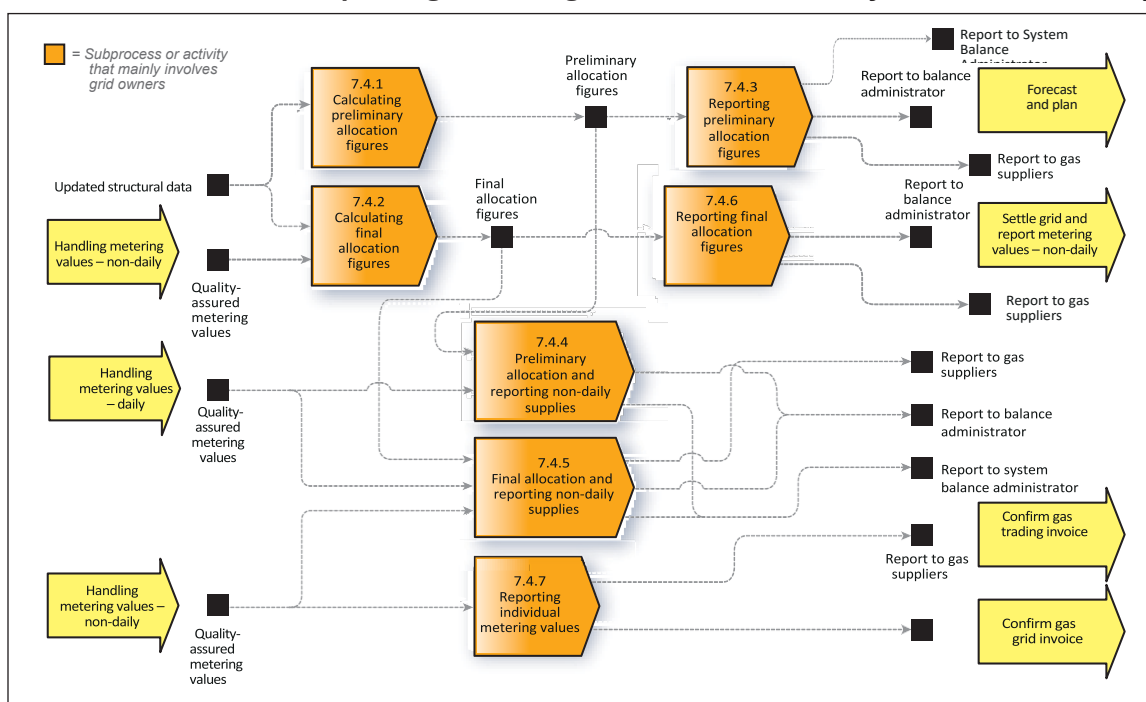 = Subprocess or activity
that mainly involves
grid owners
7.4.1
Calculating
preliminary
allocation
figures
Preliminary
allocation
figures
7.4.3
Reporting
preliminary
allocation
figures
Report to System
Balance
Administrator
Report to balance
administrator
Forecast
and plan
Report to gas
suppliers
Updated structural data
7.4.2
Calculating
final
allocation
figures
Final
allocation
figures
7.4.6
Reporting final
allocation
figures
Report to
balance
administrator
Settle grid and
report metering
values – non-daily
Handling metering
values – non-daily
Quality-
assured
metering
values
Report to gas
suppliers
7.4.4
Preliminary
allocation and
reporting non-daily
supplies
Report to gas
suppliers
Handling
metering values
– daily
Quality-
assured
metering
values
Report to balance
administrator
7.4.5
Final allocation and
reporting non-daily
supplies
Report to system
balance administrator
Confirm gas
trading invoice
Report to gas
suppliers
7.4.7
Reporting
individual
metering values
Handling
metering values –
non-daily
Quality-
assured
metering
values
Confirm gas
grid invoice